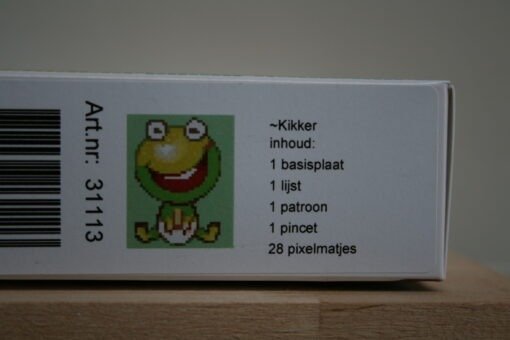 Art.nr: 31113
~Kikker
inhoud:
1 basisplaat
1 lijst
1 patroon
1 pincet
28 pixelmatjes